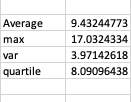 Average 9.43244773
max 17.0324334
var 3.97142618
quartile 8.09096438